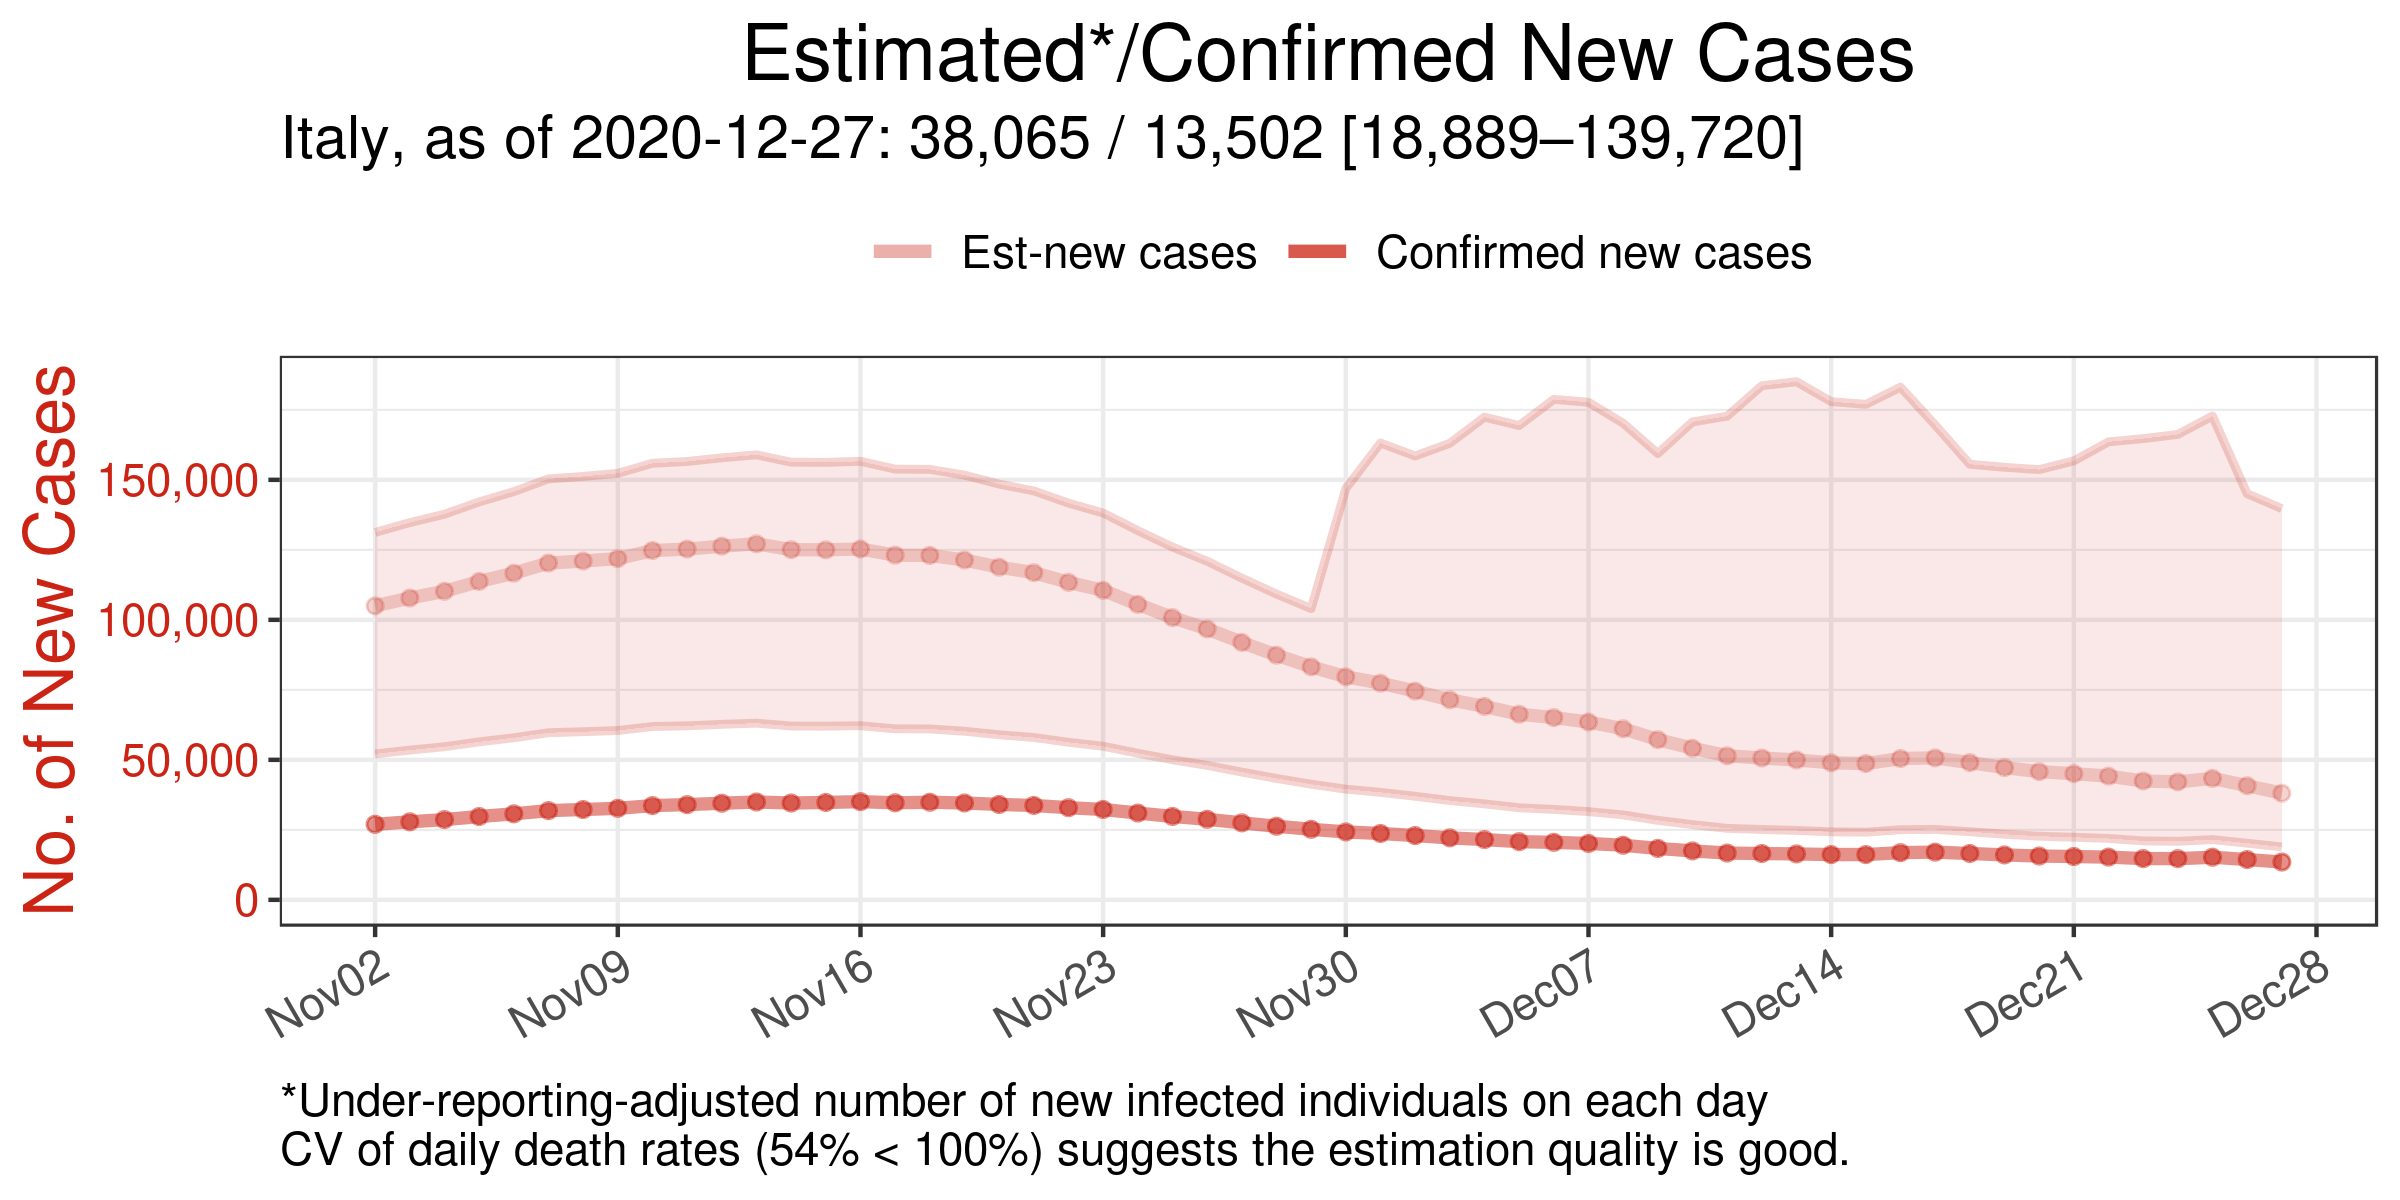 Estimated*/Confirmed New Cases
Italy, as of 2020-12-27: 38,065 / 13,502 [18,889–139,720]
Est-new cases
Confirmed new cases
No. of New Cases
150,000
100,000
50,000
0
Nov02
Nov09
Nov16
Nov23
Nov30
Dec07
Dec14
Dec21
Dec28
*Under-reporting-adjusted number of new infected individuals on each day
CV of daily death rates (54% < 100%) suggests the estimation quality is good.